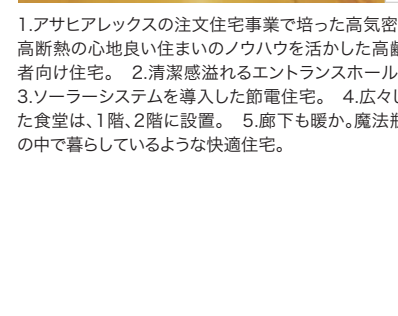 1.アサヒアレックスの注文住宅事業で培った高気密
高断熱の心地良い住まいのノウハウを活かした高齢
者向け住宅。 2.清潔感溢れるエントランスホール
3.ソーラーシステムを導入した節電住宅。 4.広々し
た食堂は、1階、2階に設置。 5.廊下も暖か。魔法瓶
の中で暮らしているような快適住宅。